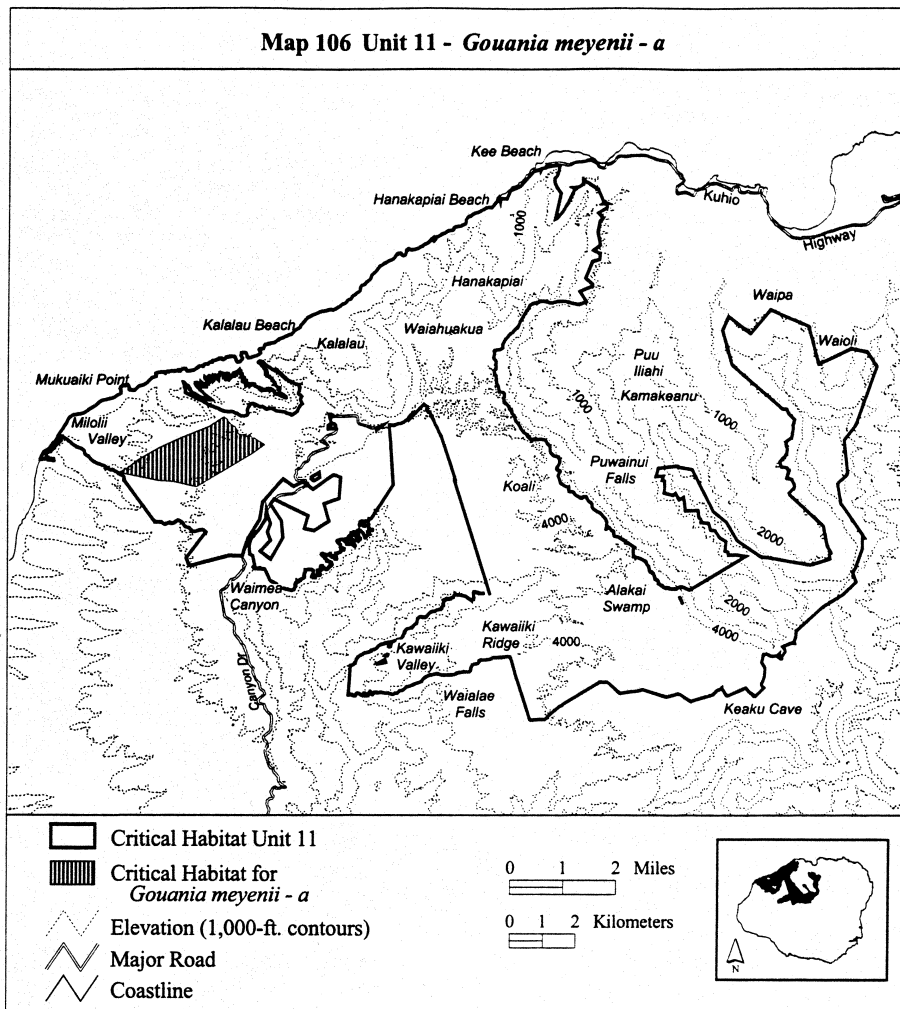 Map 106 Unit 11 - Gouania meyenii - a
Kee Beach
Hanakapiai Beach
Kuhio
Highway
1000
Hanakapiai
Waipa
Kalalau Beach
Kalalau
Waiahuakua
Waioli
Puu
Iliahi
Mukuaiki Point
Kamakeanu
1000
1000
Milolii
Valley
Puwainui
Falls
Koali
4000
2000
Waimea
Canyon
Alakai
Swamp
2000
4000
Kawaiiki
Ridge
4000
Kawaiiki
Valley
Canyon Dr
Waialae
Falls
Keaku Cave
Critical Habitat Unit 11
Critical Habitat for
Gouania meyenii - a
Elevation (1,000-ft. contours)
Major Road
Coastline
0 1 2 Miles
0 1 2 Kilometers
N